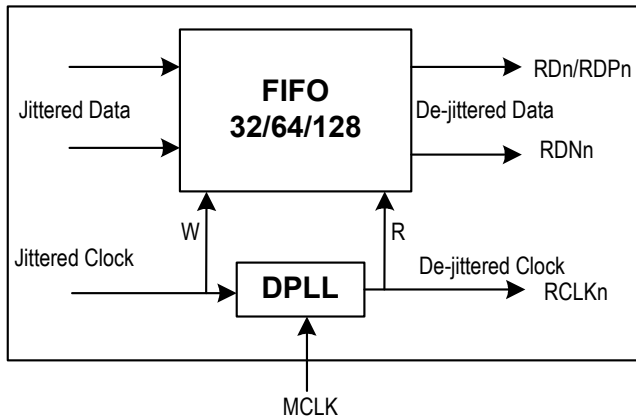 RDn/RDPn
FIFO
32/64/128
Jittered Data
De-jittered Data
RDNn
W
R
Jittered Clock
De-jittered Clock
DPLL
RCLKn
MCLK